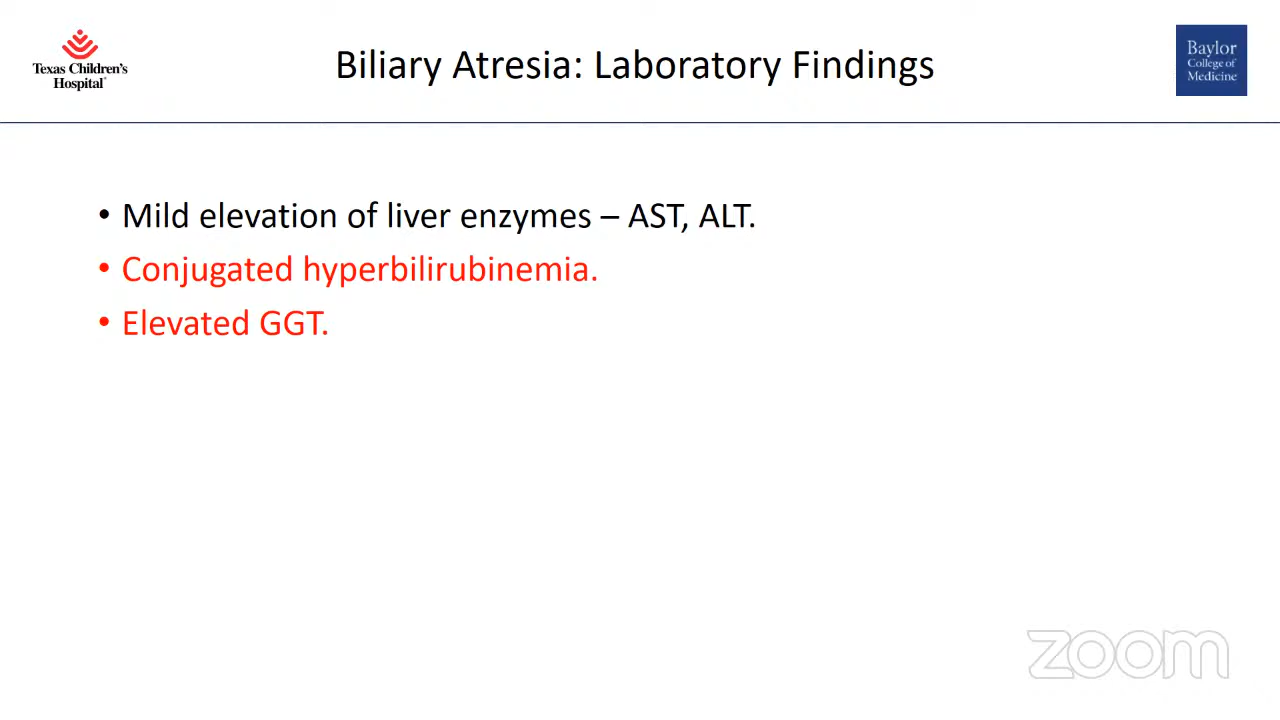 Texas Children's
Hospital
Biliary Atresia: Laboratory Findings
Baylor
College of
Medicine
• Mild elevation of liver enzymes – AST, ALT.
• Conjugated hyperbilirubinemia.
• Elevated GGT.
zoom